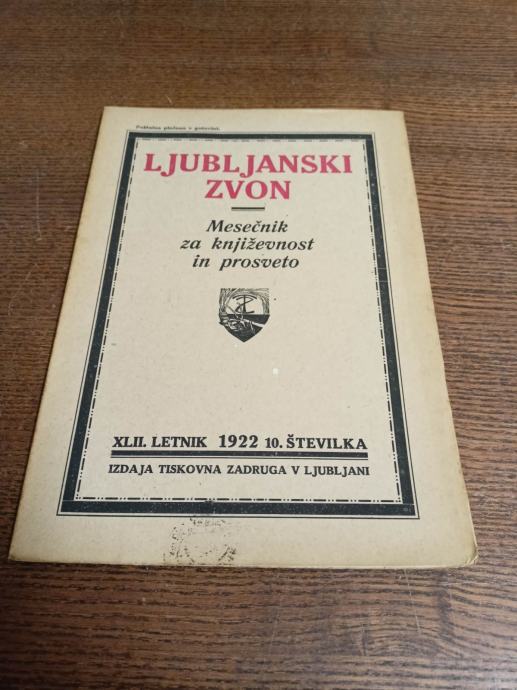 Poštnina plačana v gotovini.
LJUBLJANSKI
ZVON
Mesečnik
za književnost
in prosveto
XLII. LETNIK 1922 10. ŠTEVILKA
IZDAJA TISKOVNA ZADRUGA V LJUBLJANI